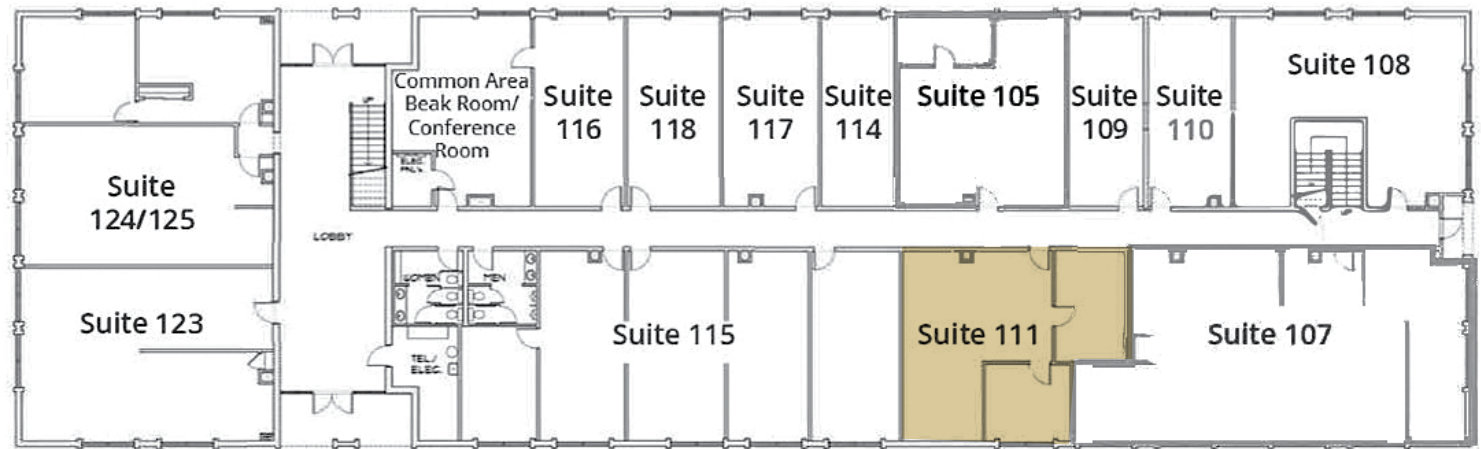 Common Area
Beak Room/
Conference
Room
ELEC.
UP
Suite
116
Suite
118
Suite
117
Suite
114
Suite 105
Suite
109
Suite
110
Suite 108
Suite
124/125
LOBBY
WOMEN
MEN
Suite 123
TEL./
ELEC.
Suite 115
Suite 111
Suite 107